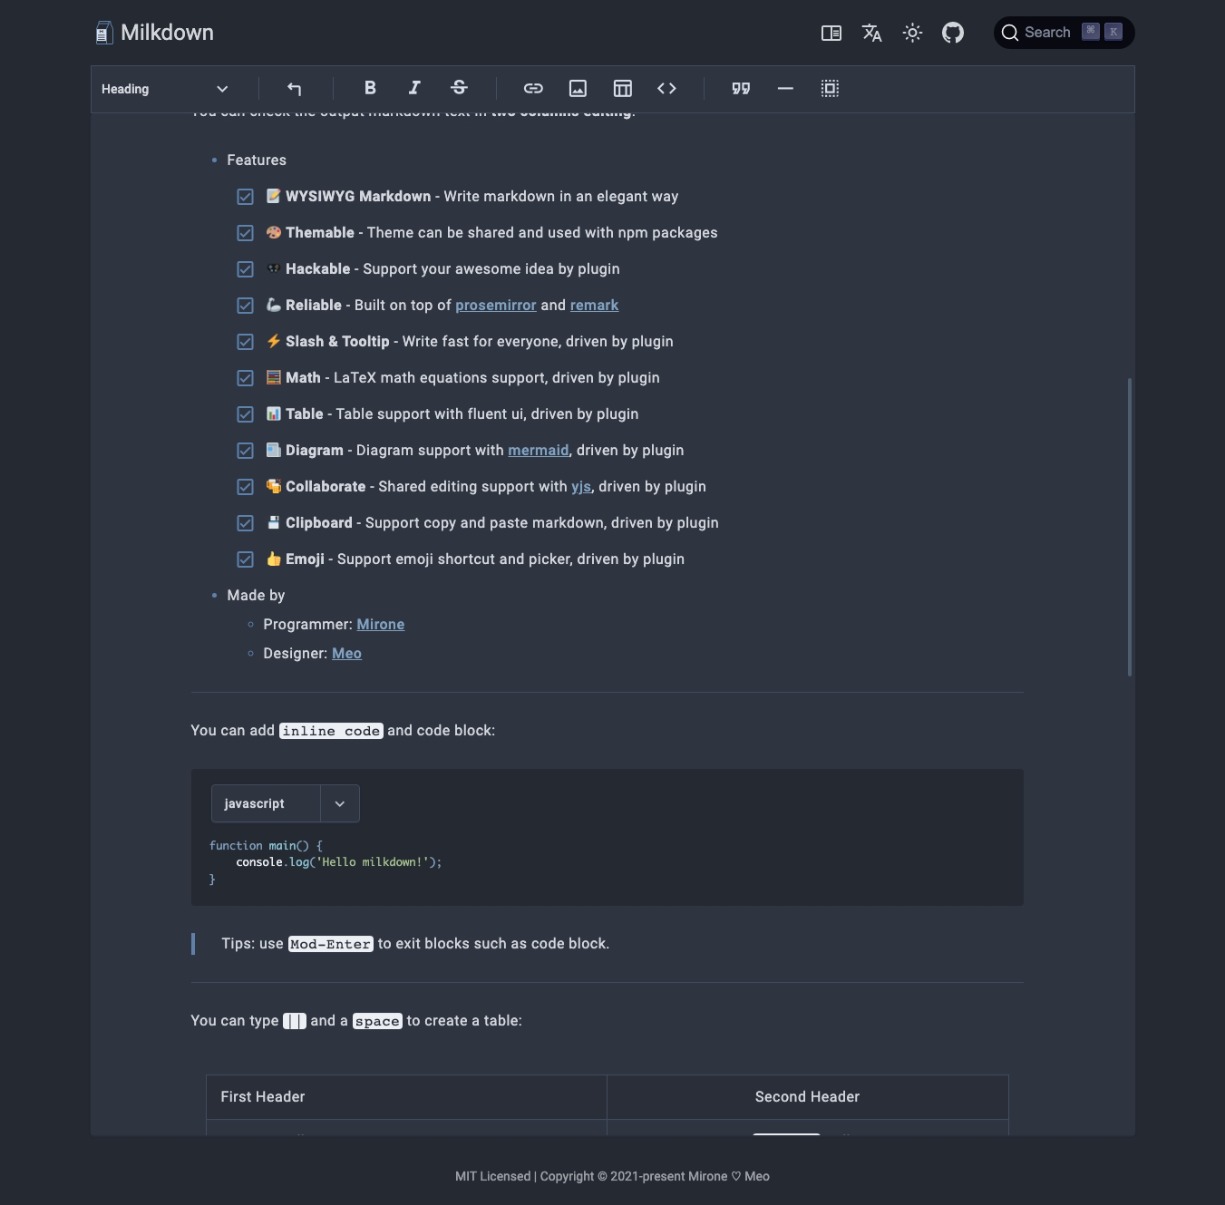 Milkdown
Search ⌘ K
Heading
You can check the output markdown text in two columns editing.
Features
WYSIWYG Markdown - Write markdown in an elegant way
Themable - Theme can be shared and used with npm packages
Hackable - Support your awesome idea by plugin
Reliable - Built on top of prosemirror and remark
Slash & Tooltip - Write fast for everyone, driven by plugin
Math - LaTeX math equations support, driven by plugin
Table - Table support with fluent ui, driven by plugin
Diagram - Diagram support with mermaid, driven by plugin
Collaborate - Shared editing support with yjs, driven by plugin
Clipboard - Support copy and paste markdown, driven by plugin
Emoji - Support emoji shortcut and picker, driven by plugin
Made by
Programmer: Mirone
Designer: Meo
You can add inline code and code block:
javascript
function main() {
    console.log('Hello milkdown!');
}
Tips: use Mod-Enter to exit blocks such as code block.
You can type || and a space to create a table:
First Header
Second Header
MIT Licensed | Copyright © 2021-present Mirone ♡ Meo